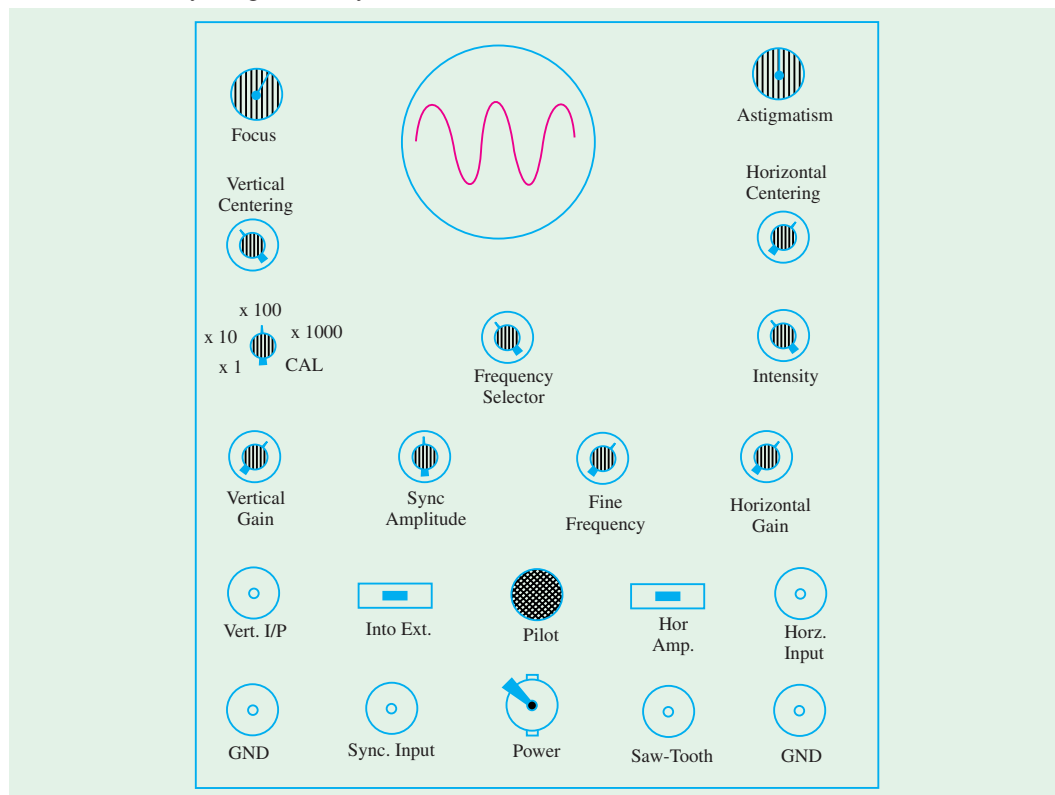 Focus
Astigmatism
Vertical
Centering
Horizontal
Centering
x 100
x 10
x 1000
x 1
CAL
Frequency
Selector
Intensity
Vertical
Gain
Sync
Amplitude
Fine
Frequency
Horizontal
Gain
Vert. I/P
Into Ext.
Pilot
Hor
Amp.
Horz.
Input
GND
Sync. Input
Power
Saw-Tooth
GND